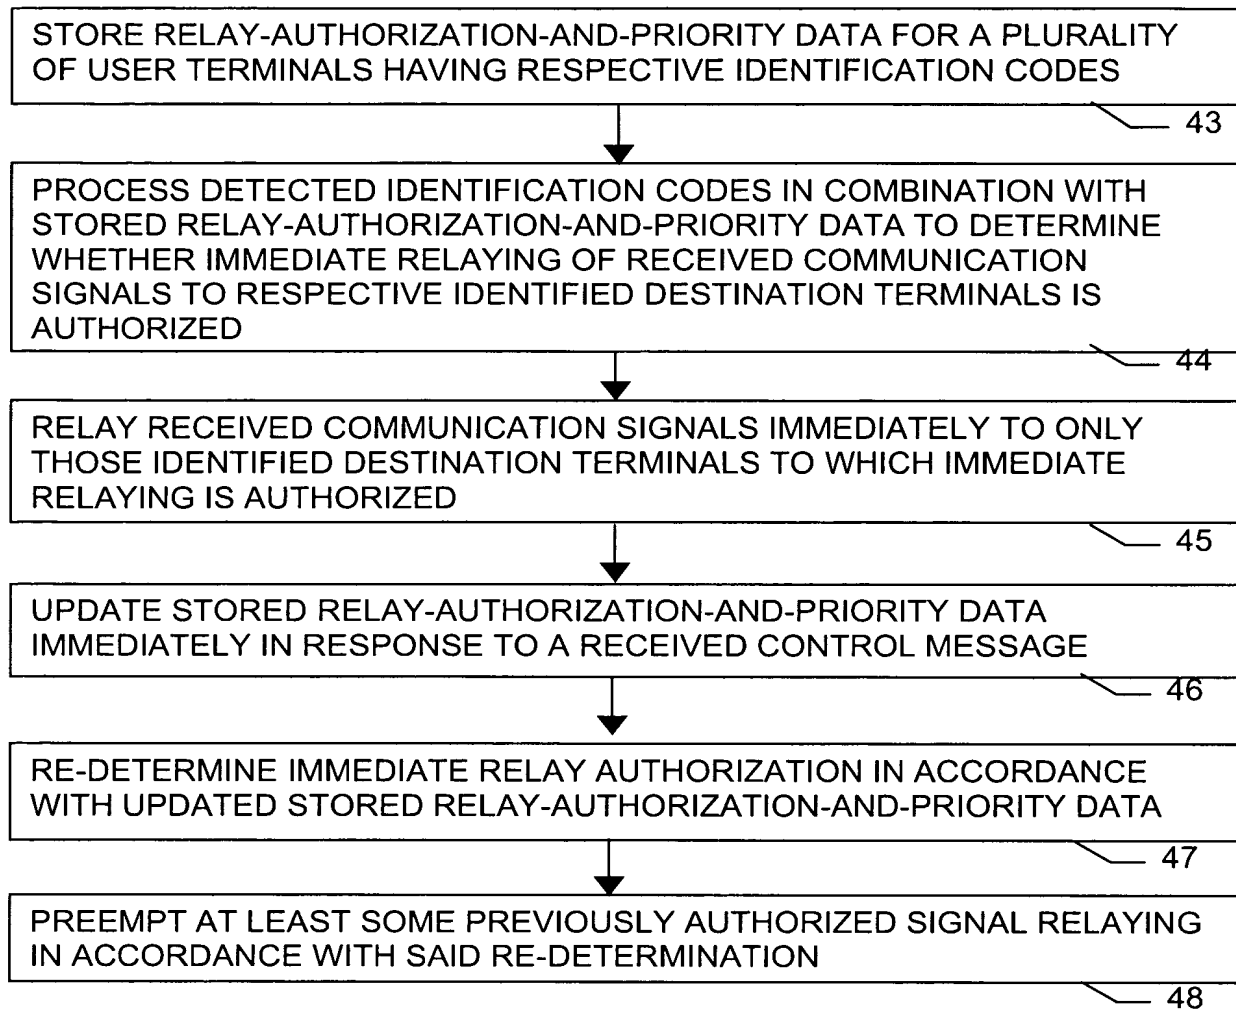 STORE RELAY-AUTHORIZATION-AND-PRIORITY DATA FOR A PLURALITY
OF USER TERMINALS HAVING RESPECTIVE IDENTIFICATION CODES
43
PROCESS DETECTED IDENTIFICATION CODES IN COMBINATION WITH
STORED RELAY-AUTHORIZATION-AND-PRIORITY DATA TO DETERMINE
WHETHER IMMEDIATE RELAYING OF RECEIVED COMMUNICATION
SIGNALS TO RESPECTIVE IDENTIFIED DESTINATION TERMINALS IS
AUTHORIZED
44
RELAY RECEIVED COMMUNICATION SIGNALS IMMEDIATELY TO ONLY
THOSE IDENTIFIED DESTINATION TERMINALS TO WHICH IMMEDIATE
RELAYING IS AUTHORIZED
45
UPDATE STORED RELAY-AUTHORIZATION-AND-PRIORITY DATA
IMMEDIATELY IN RESPONSE TO A RECEIVED CONTROL MESSAGE
46
RE-DETERMINE IMMEDIATE RELAY AUTHORIZATION IN ACCORDANCE
WITH UPDATED STORED RELAY-AUTHORIZATION-AND-PRIORITY DATA
47
PREEMPT AT LEAST SOME PREVIOUSLY AUTHORIZED SIGNAL RELAYING
IN ACCORDANCE WITH SAID RE-DETERMINATION
48